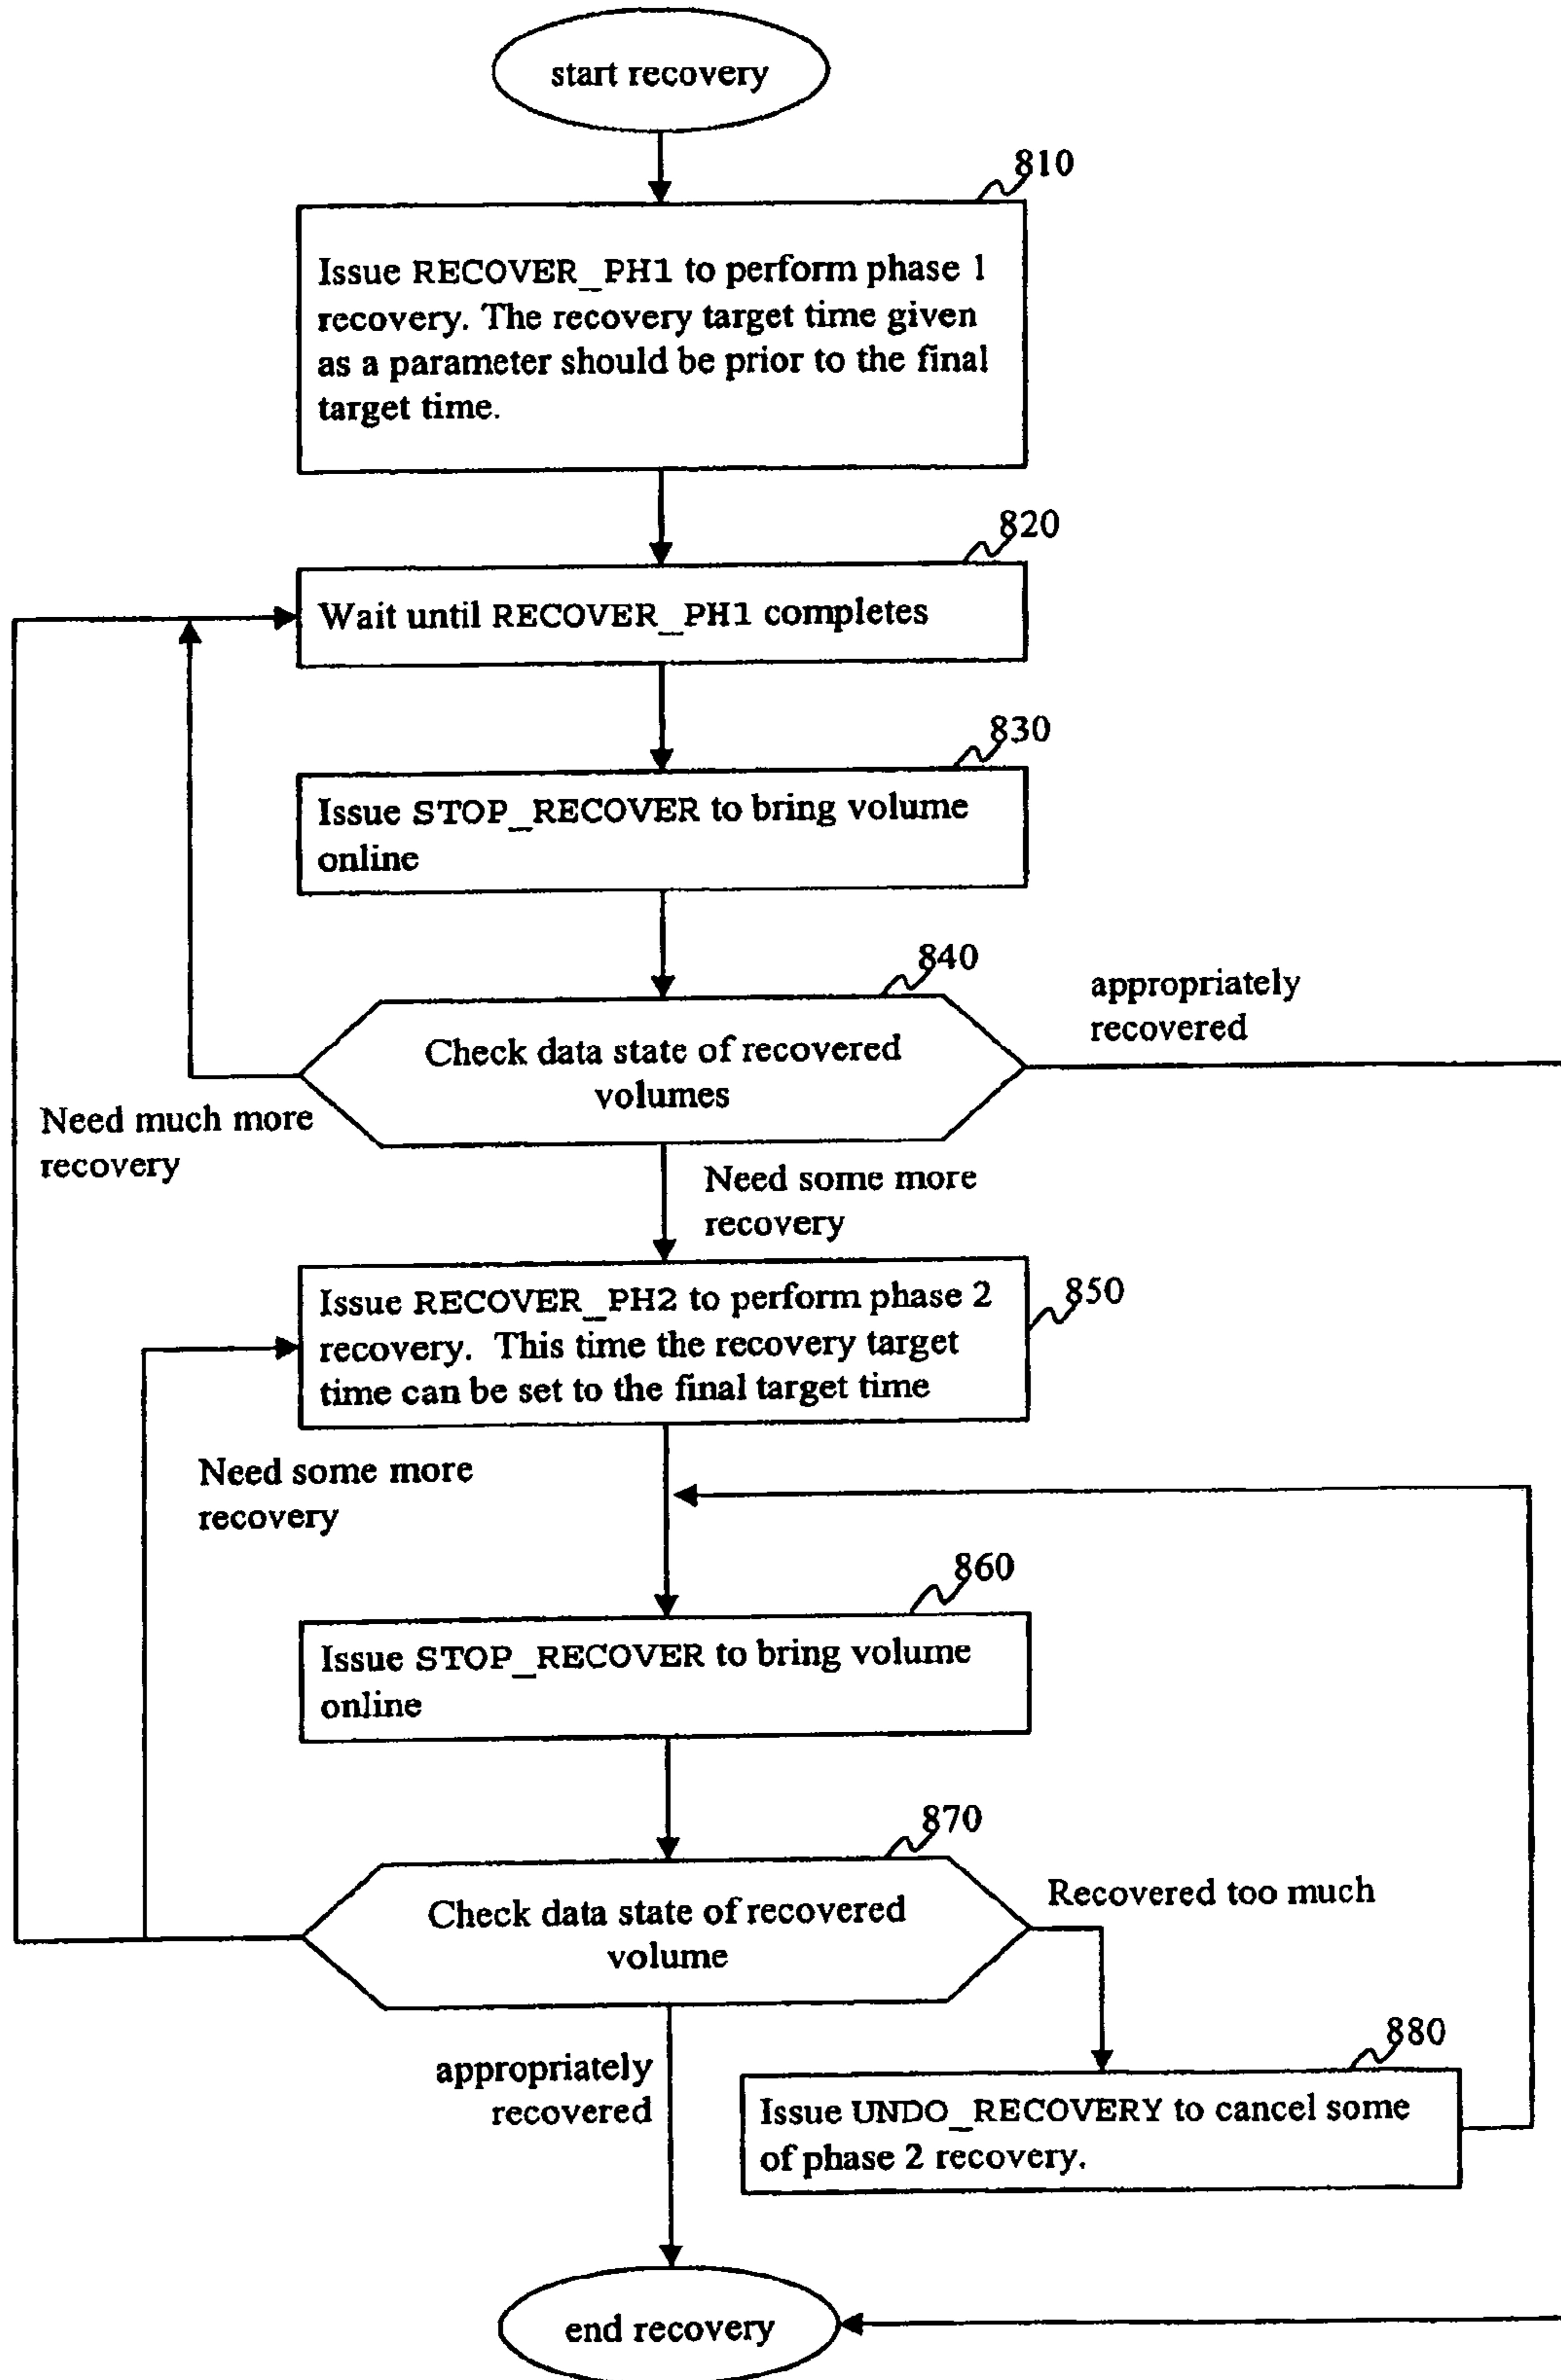 start recovery
810
Issue RECOVER_PH1 to perform phase 1
recovery. The recovery target time given
as a parameter should be prior to the final
target time.
820
Wait until RECOVER_PH1 completes
830
Issue STOP_RECOVER to bring volume
online
840
appropriately
recovered
Check data state of recovered
volumes
Need much more
recovery
Need some more
recovery
850
Issue RECOVER_PH2 to perform phase 2
recovery. This time the recovery target
time can be set to the final target time
Need some more
recovery
860
Issue STOP_RECOVER to bring volume
online
870
Recovered too much
Check data state of recovered
volume
880
appropriately
recovered
Issue UNDO_RECOVERY to cancel some
of phase 2 recovery.
end recovery